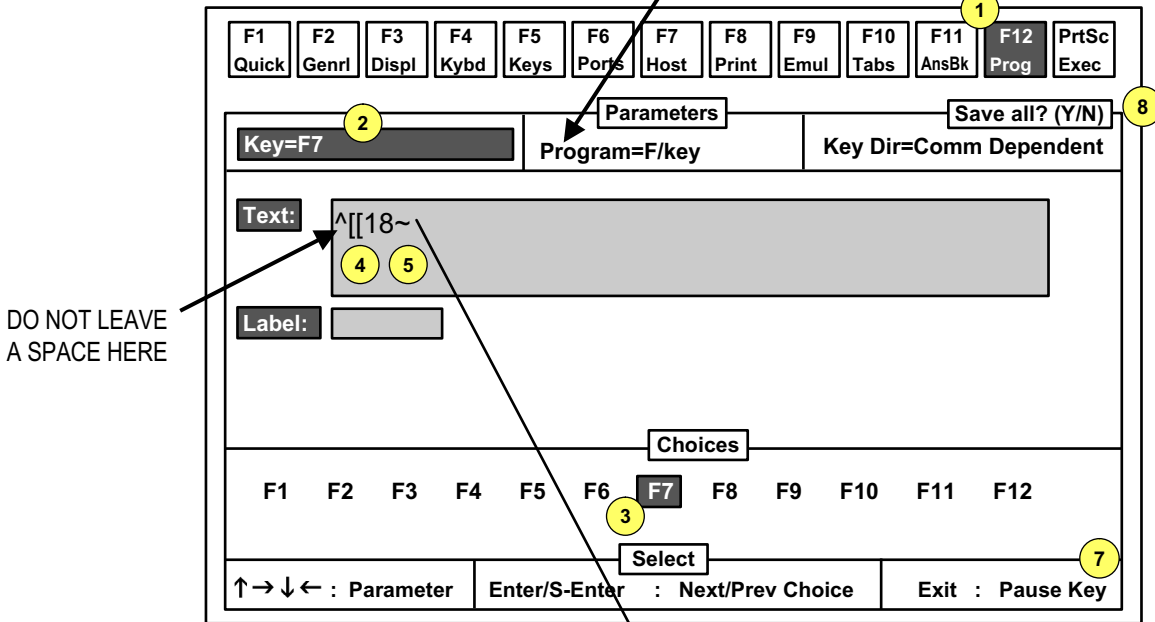 1
F1 F2 F3 F4 F5 F6 F7 F8 F9 F10 F11 F12 PrtSc
Quick Genrl Displ Kybd Keys Ports Host Print Emul Tabs AnsBk Prog Exec
Parameters
Save all? (Y/N)
8
2
Key=F7
Program=F/key
Key Dir=Comm Dependent
Text:
^[[18~
4 5
DO NOT LEAVE
A SPACE HERE
Label:
Choices
F1 F2 F3 F4 F5 F6 F7 F8 F9 F10 F11 F12
3
Select
7
↑→↓← : Parameter
Enter/S-Enter : Next/Prev Choice
Exit : Pause Key